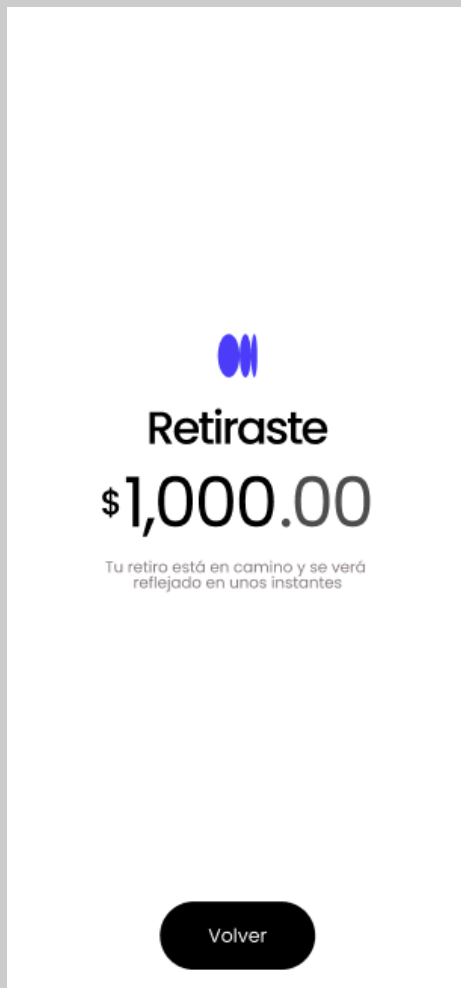 Retiraste
$1,000.00
Tu retiro está en camino y se verá
reflejado en unos instantes
Volver